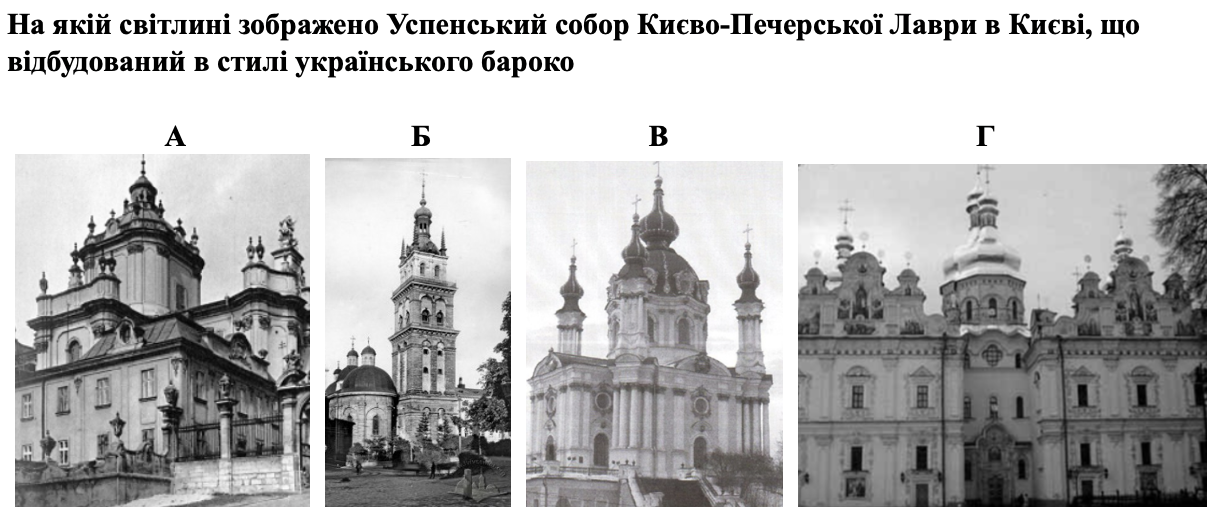 На якій світлині зображено Успенський собор Києво-Печерської Лаври в Києві, що
відбудований в стилі українського бароко
А Б В Г